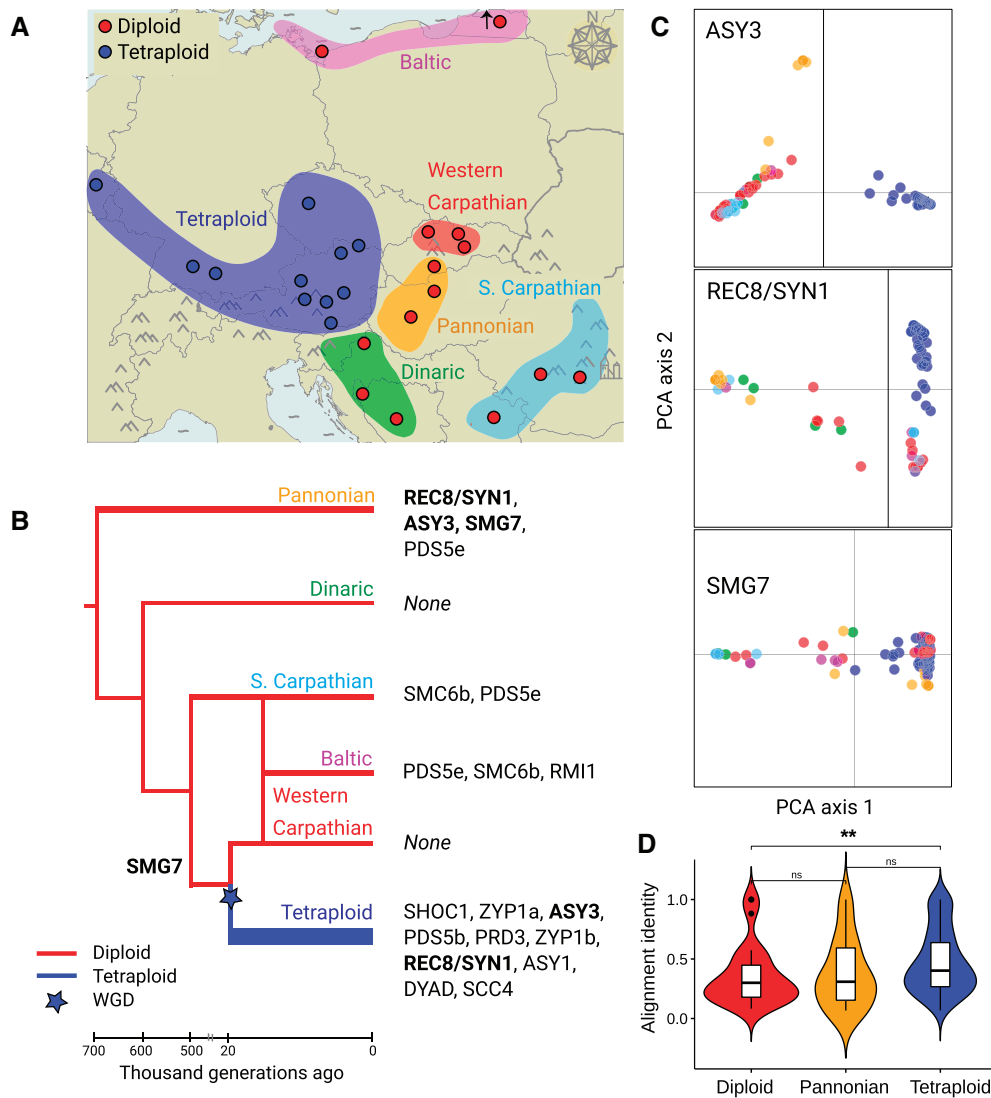 A
Diploid
Tetraploid
Baltic
N
Western
Carpathian
Tetraploid
S. Carpathian
Pannonian
Dinaric
B
Pannonian
REC8/SYN1,
ASY3, SMG7,
PDS5e
Dinaric
None
S. Carpathian
SMC6b, PDS5e
Baltic
PDS5e, SMC6b, RMI1
Western
Carpathian
None
SMG7
Tetraploid
SHOC1, ZYP1a, ASY3,
PDS5b, PRD3, ZYP1b,
REC8/SYN1, ASY1,
DYAD, SCC4
Diploid
Tetraploid
WGD
700 600 500 20 0
Thousand generations ago
C
ASY3
REC8/SYN1
SMG7
PCA axis 2
PCA axis 1
D
**
ns
ns
Alignment identity
1.0
0.5
0.0
Diploid Pannonian Tetraploid